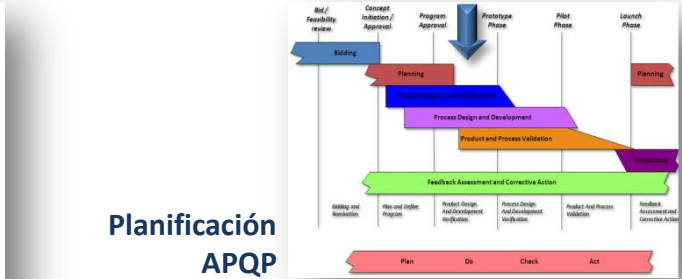 Bid /
Feasibility
review
Concept
Initiation /
Approval
Program
Approval
Prototype
Phase
Pilot
Phase
Launch
Phase
Bidding
Planning
Planning
Product Design and Development
Process Design and Development
Product and Process Validation
Production
Feedback Assessment and Corrective Action
Bidding and
Nomination
Plan and Define
Program
Product Design
And Development
Verification
Process Design
And Development.
Verification.
Product And Process
Validation
Feedback
Assessment and
Corrective Action
Plan Do Check Act
Planificación
APQP